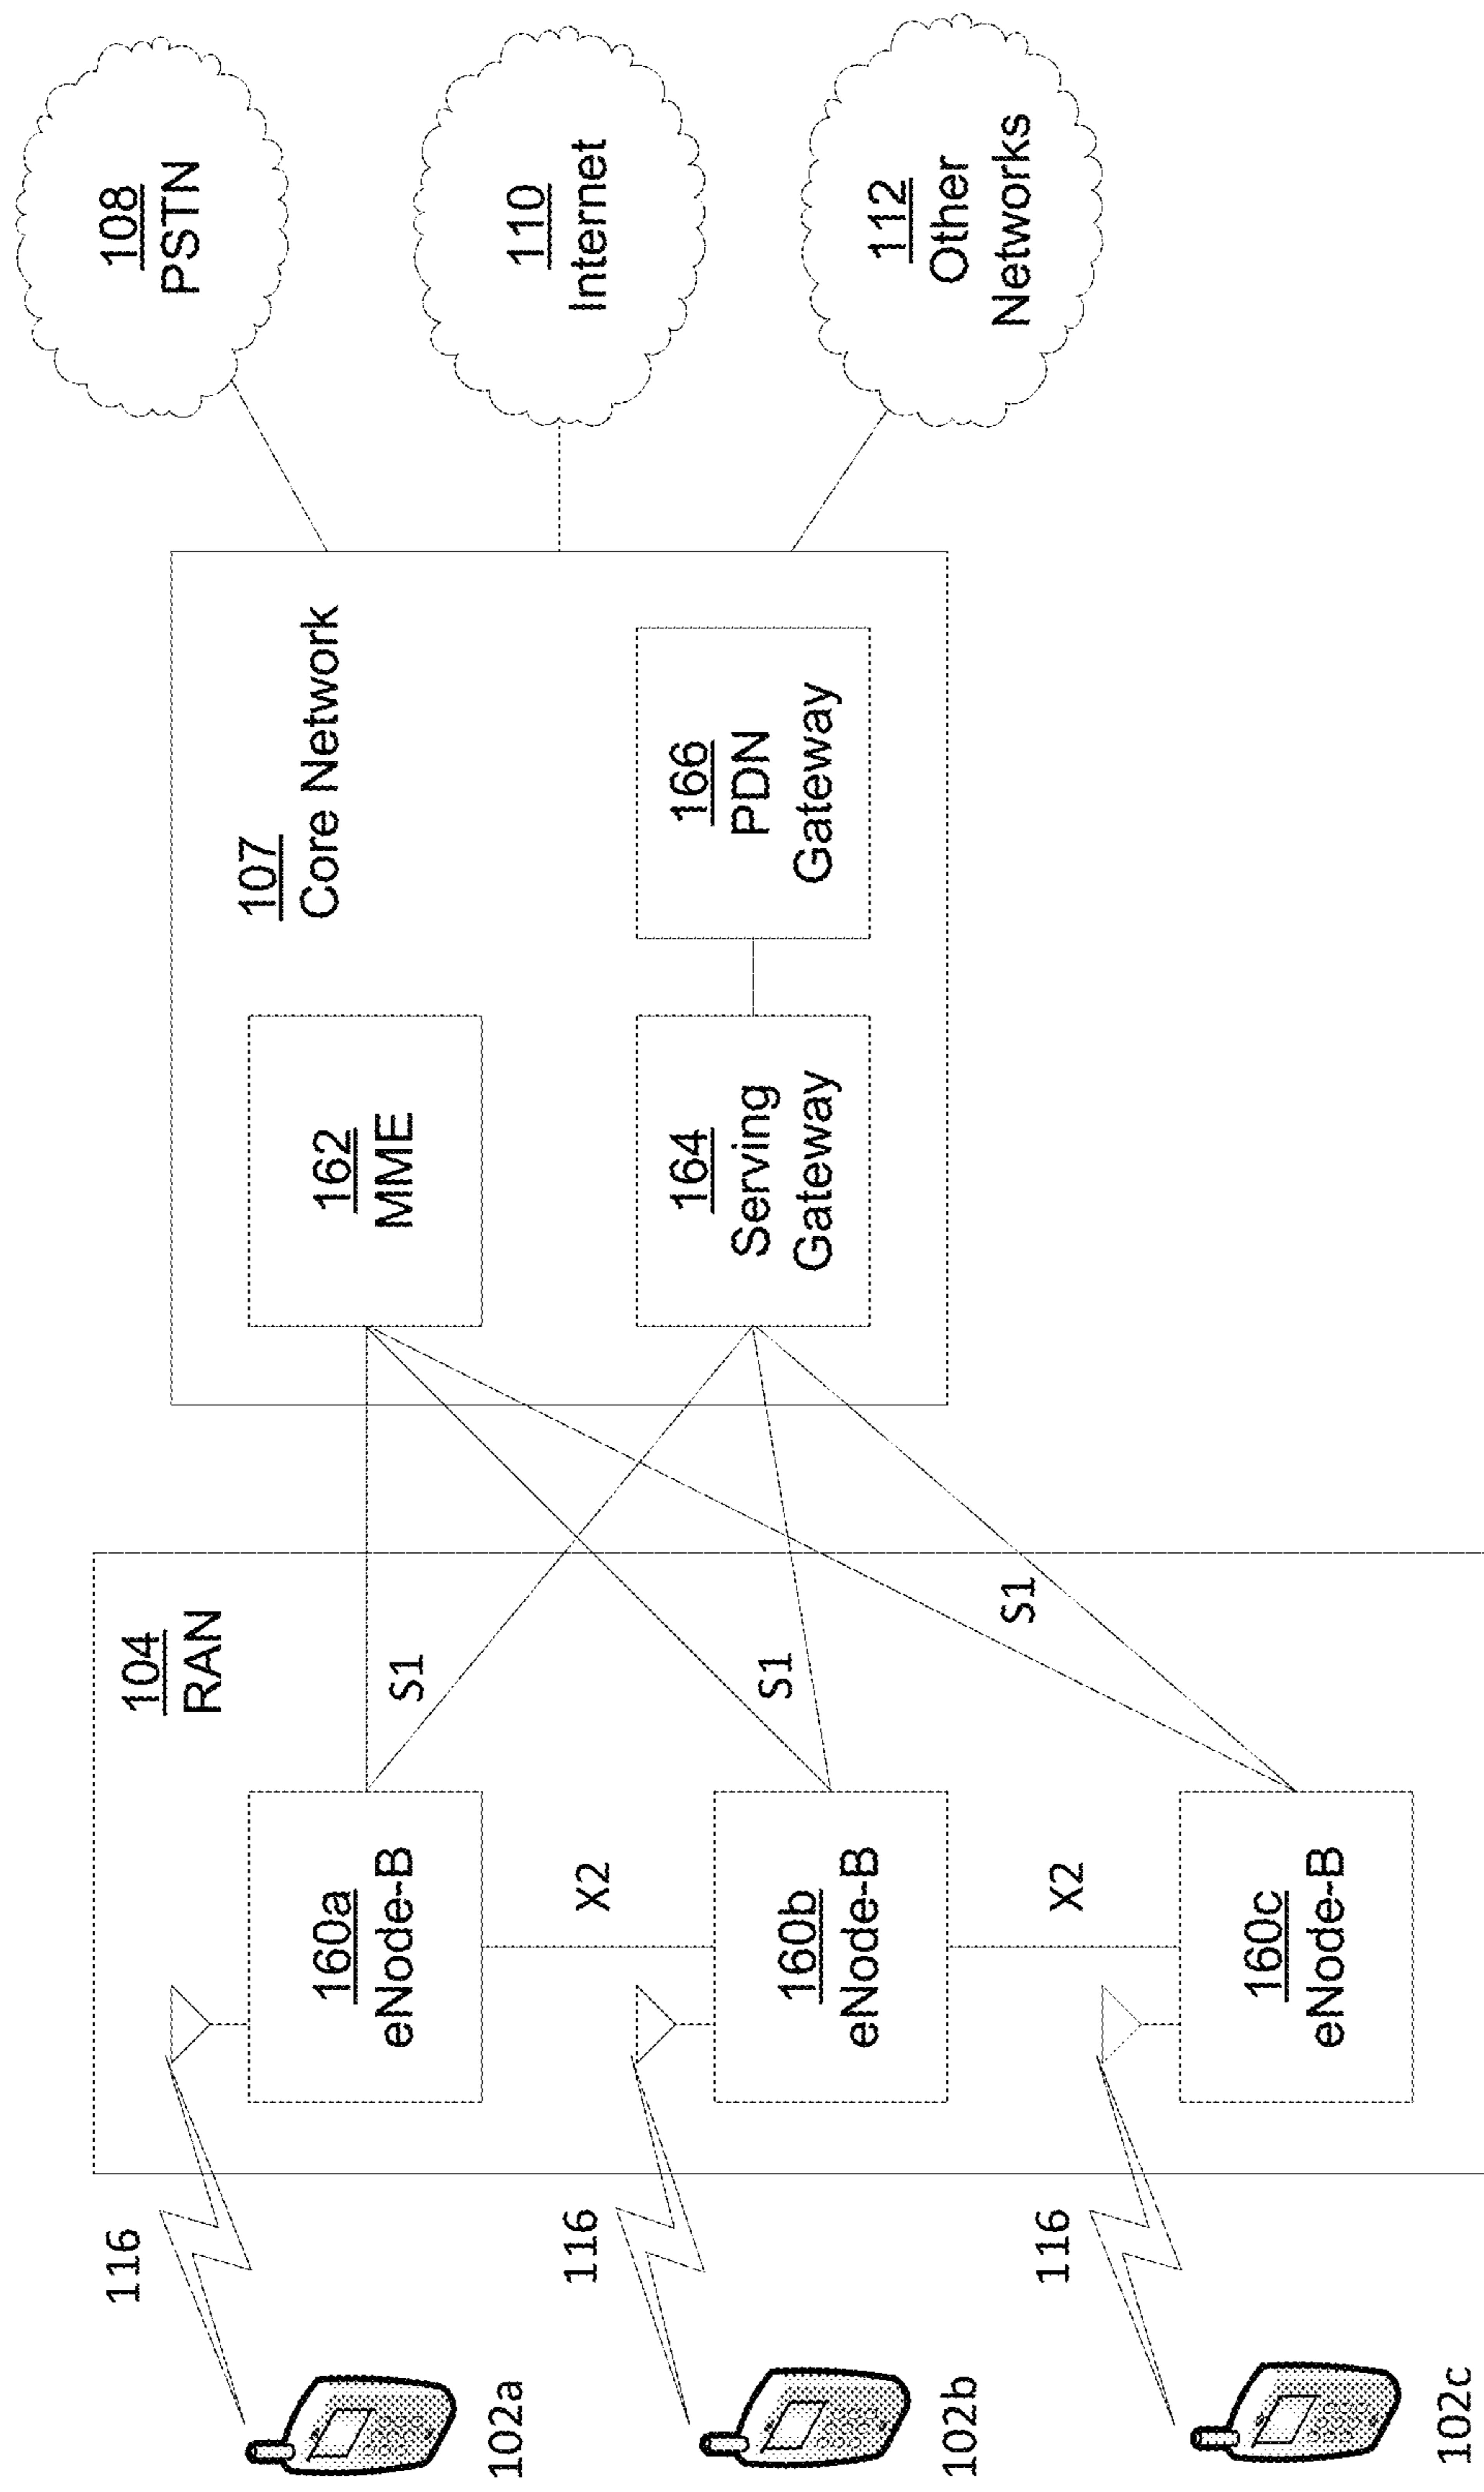 102a
116
104
RAN
160a
eNode-B
S1
X2
102b
116
160b
eNode-B
S1
X2
102c
116
160c
eNode-B
S1
107
Core Network
162
MME
164
Serving
Gateway
166
PDN
Gateway
108
PSTN
110
Internet
112
Other
Networks